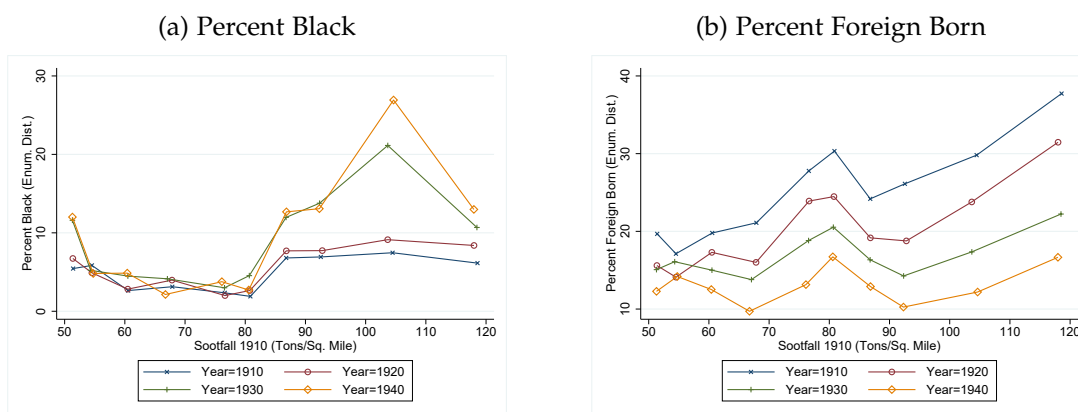 (a) Percent Black
Percent Black (Enum. Dist.)
30
20
10
0
50 60 70 80 90 100 110 120
Sootfall 1910 (Tons/Sq. Mile)
Year=1910 Year=1920
Year=1930 Year=1940
(b) Percent Foreign Born
Percent Foreign Born (Enum. Dist.)
40
30
20
10
50 60 70 80 90 100 110 120
Sootfall 1910 (Tons/Sq. Mile)
Year=1910 Year=1920
Year=1930 Year=1940